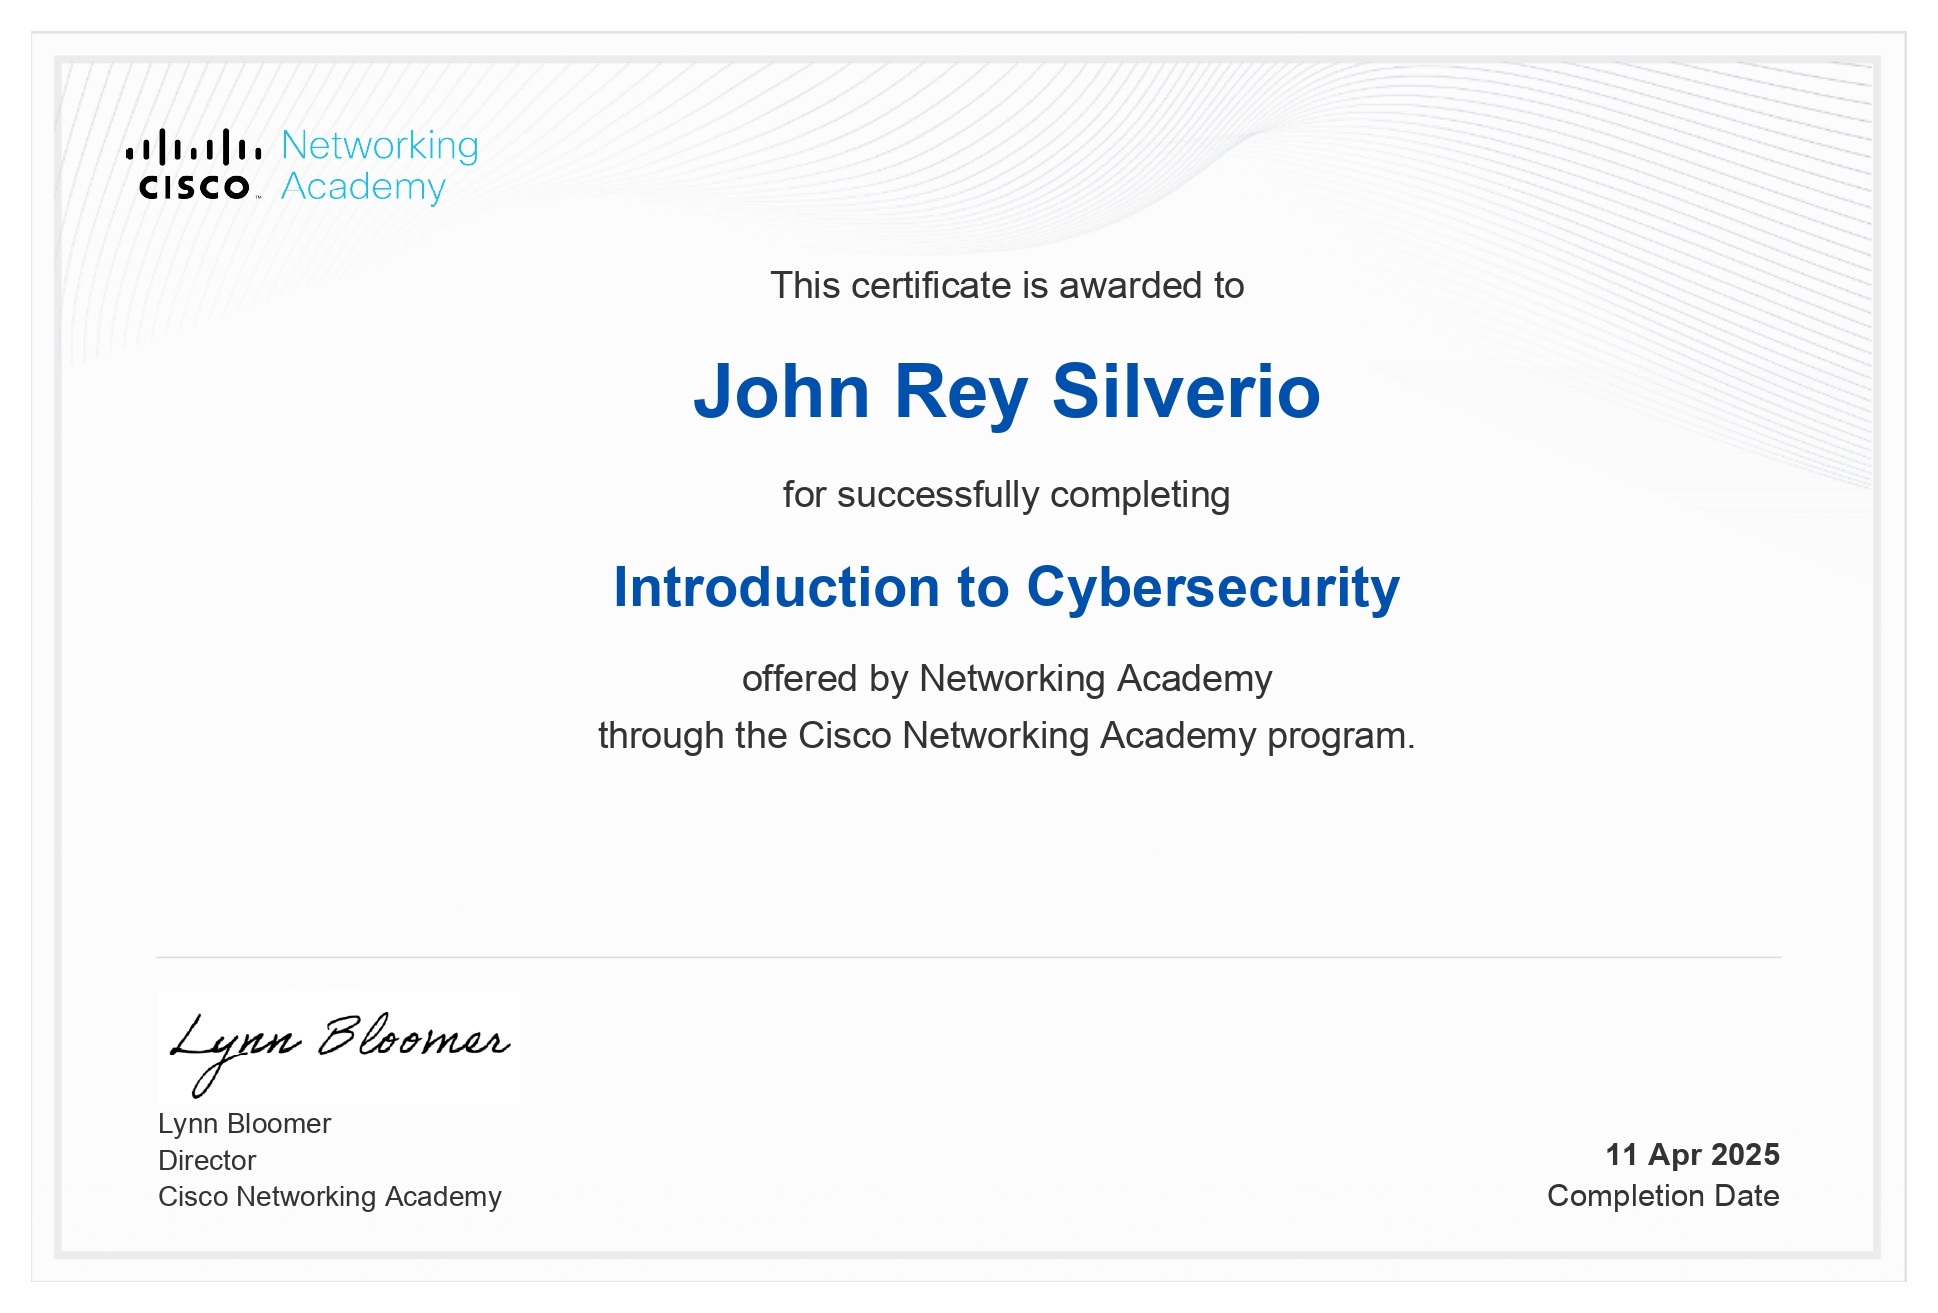 CISCO™ Networking
Academy
This certificate is awarded to
John Rey Silverio
for successfully completing
Introduction to Cybersecurity
offered by Networking Academy
through the Cisco Networking Academy program.
Lynn Bloomer
Lynn Bloomer
Director
Cisco Networking Academy
11 Apr 2025
Completion Date